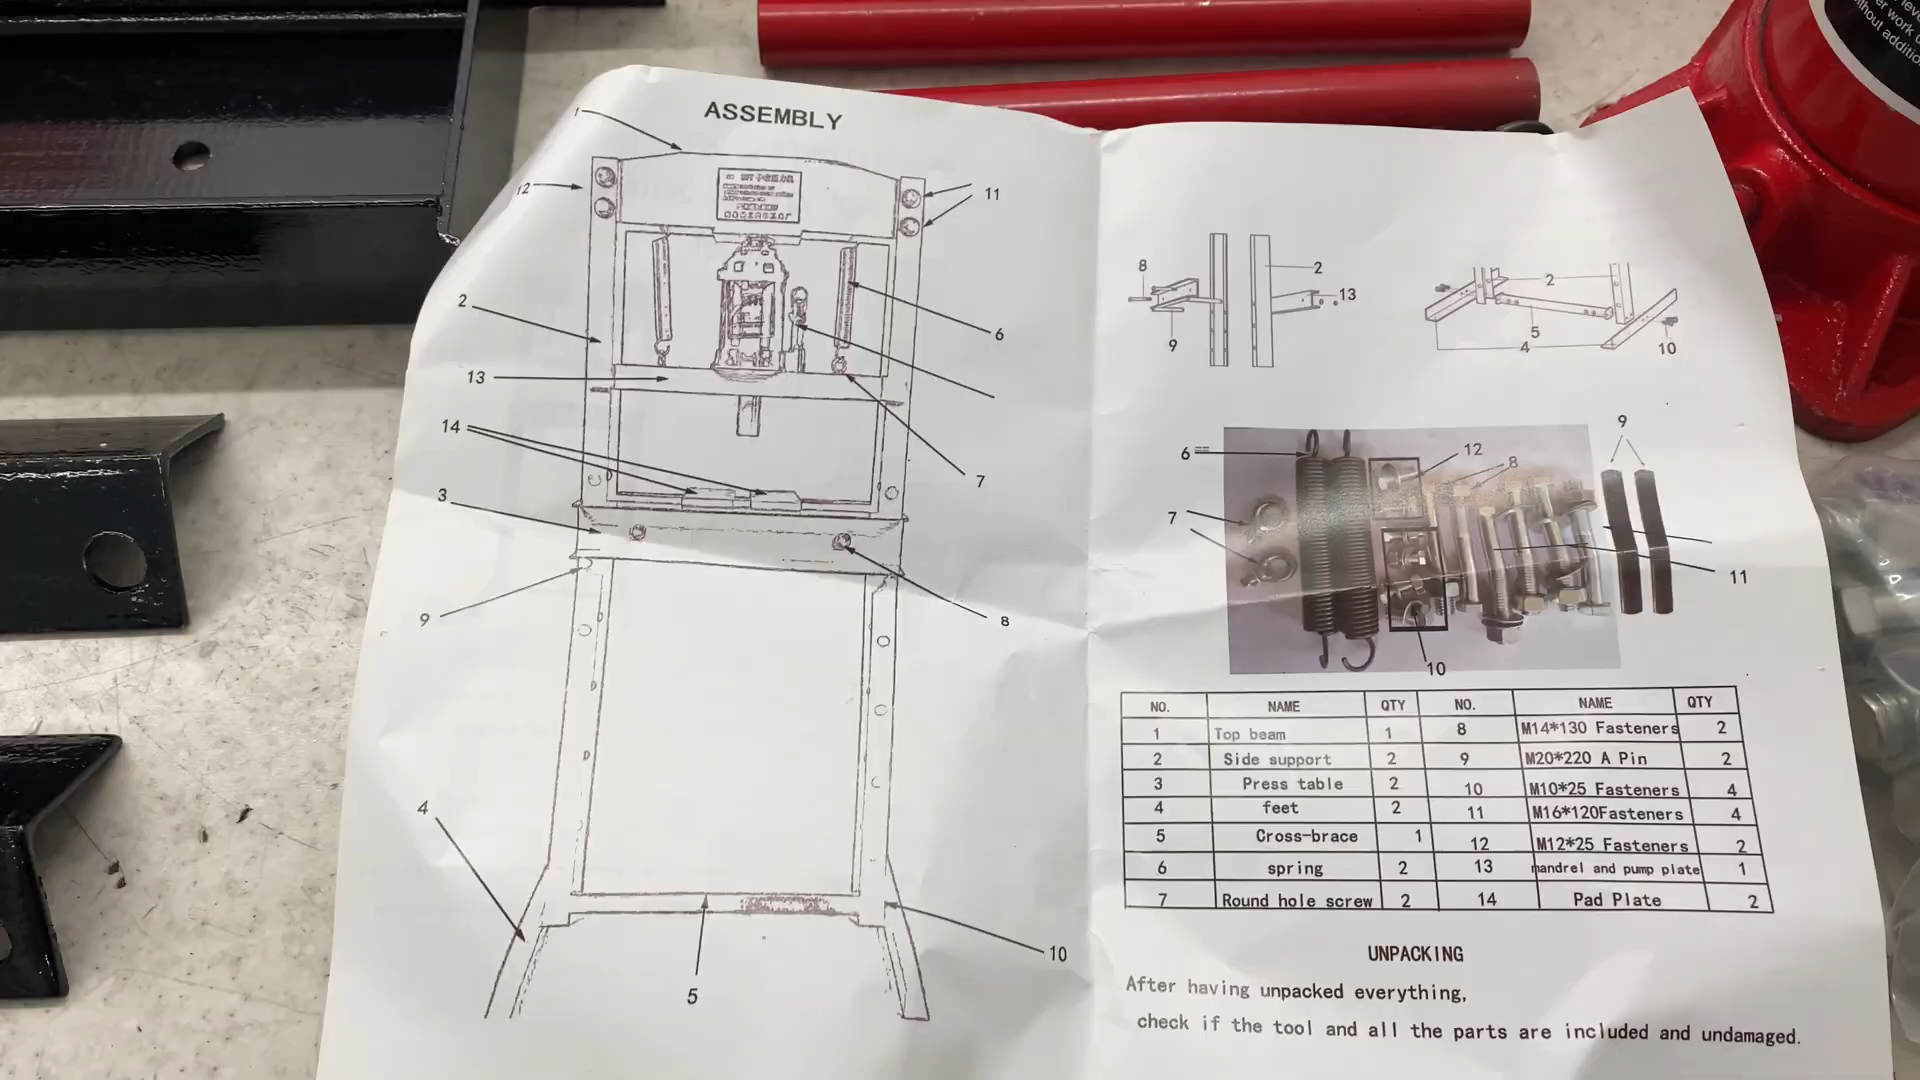 ASSEMBLY
1
12
11
2
6
13
14
7
3
9
8
4
10
5
8
2
13
9
2
5
4
10
9
6
12
8
7
11
10
NO. NAME QTY NO. NAME QTY
1 Top beam 1 8 M14*130 Fasteners 2
2 Side support 2 9 M20*220 A Pin 2
3 Press table 2 10 M10*25 Fasteners 4
4 feet 2 11 M16*120Fasteners 4
5 Cross-brace 1 12 M12*25 Fasteners 2
6 spring 2 13 mandrel and pump plate 1
7 Round hole screw 2 14 Pad Plate 2
UNPACKING
After having unpacked everything,
check if the tool and all the parts are included and undamaged.
work
without